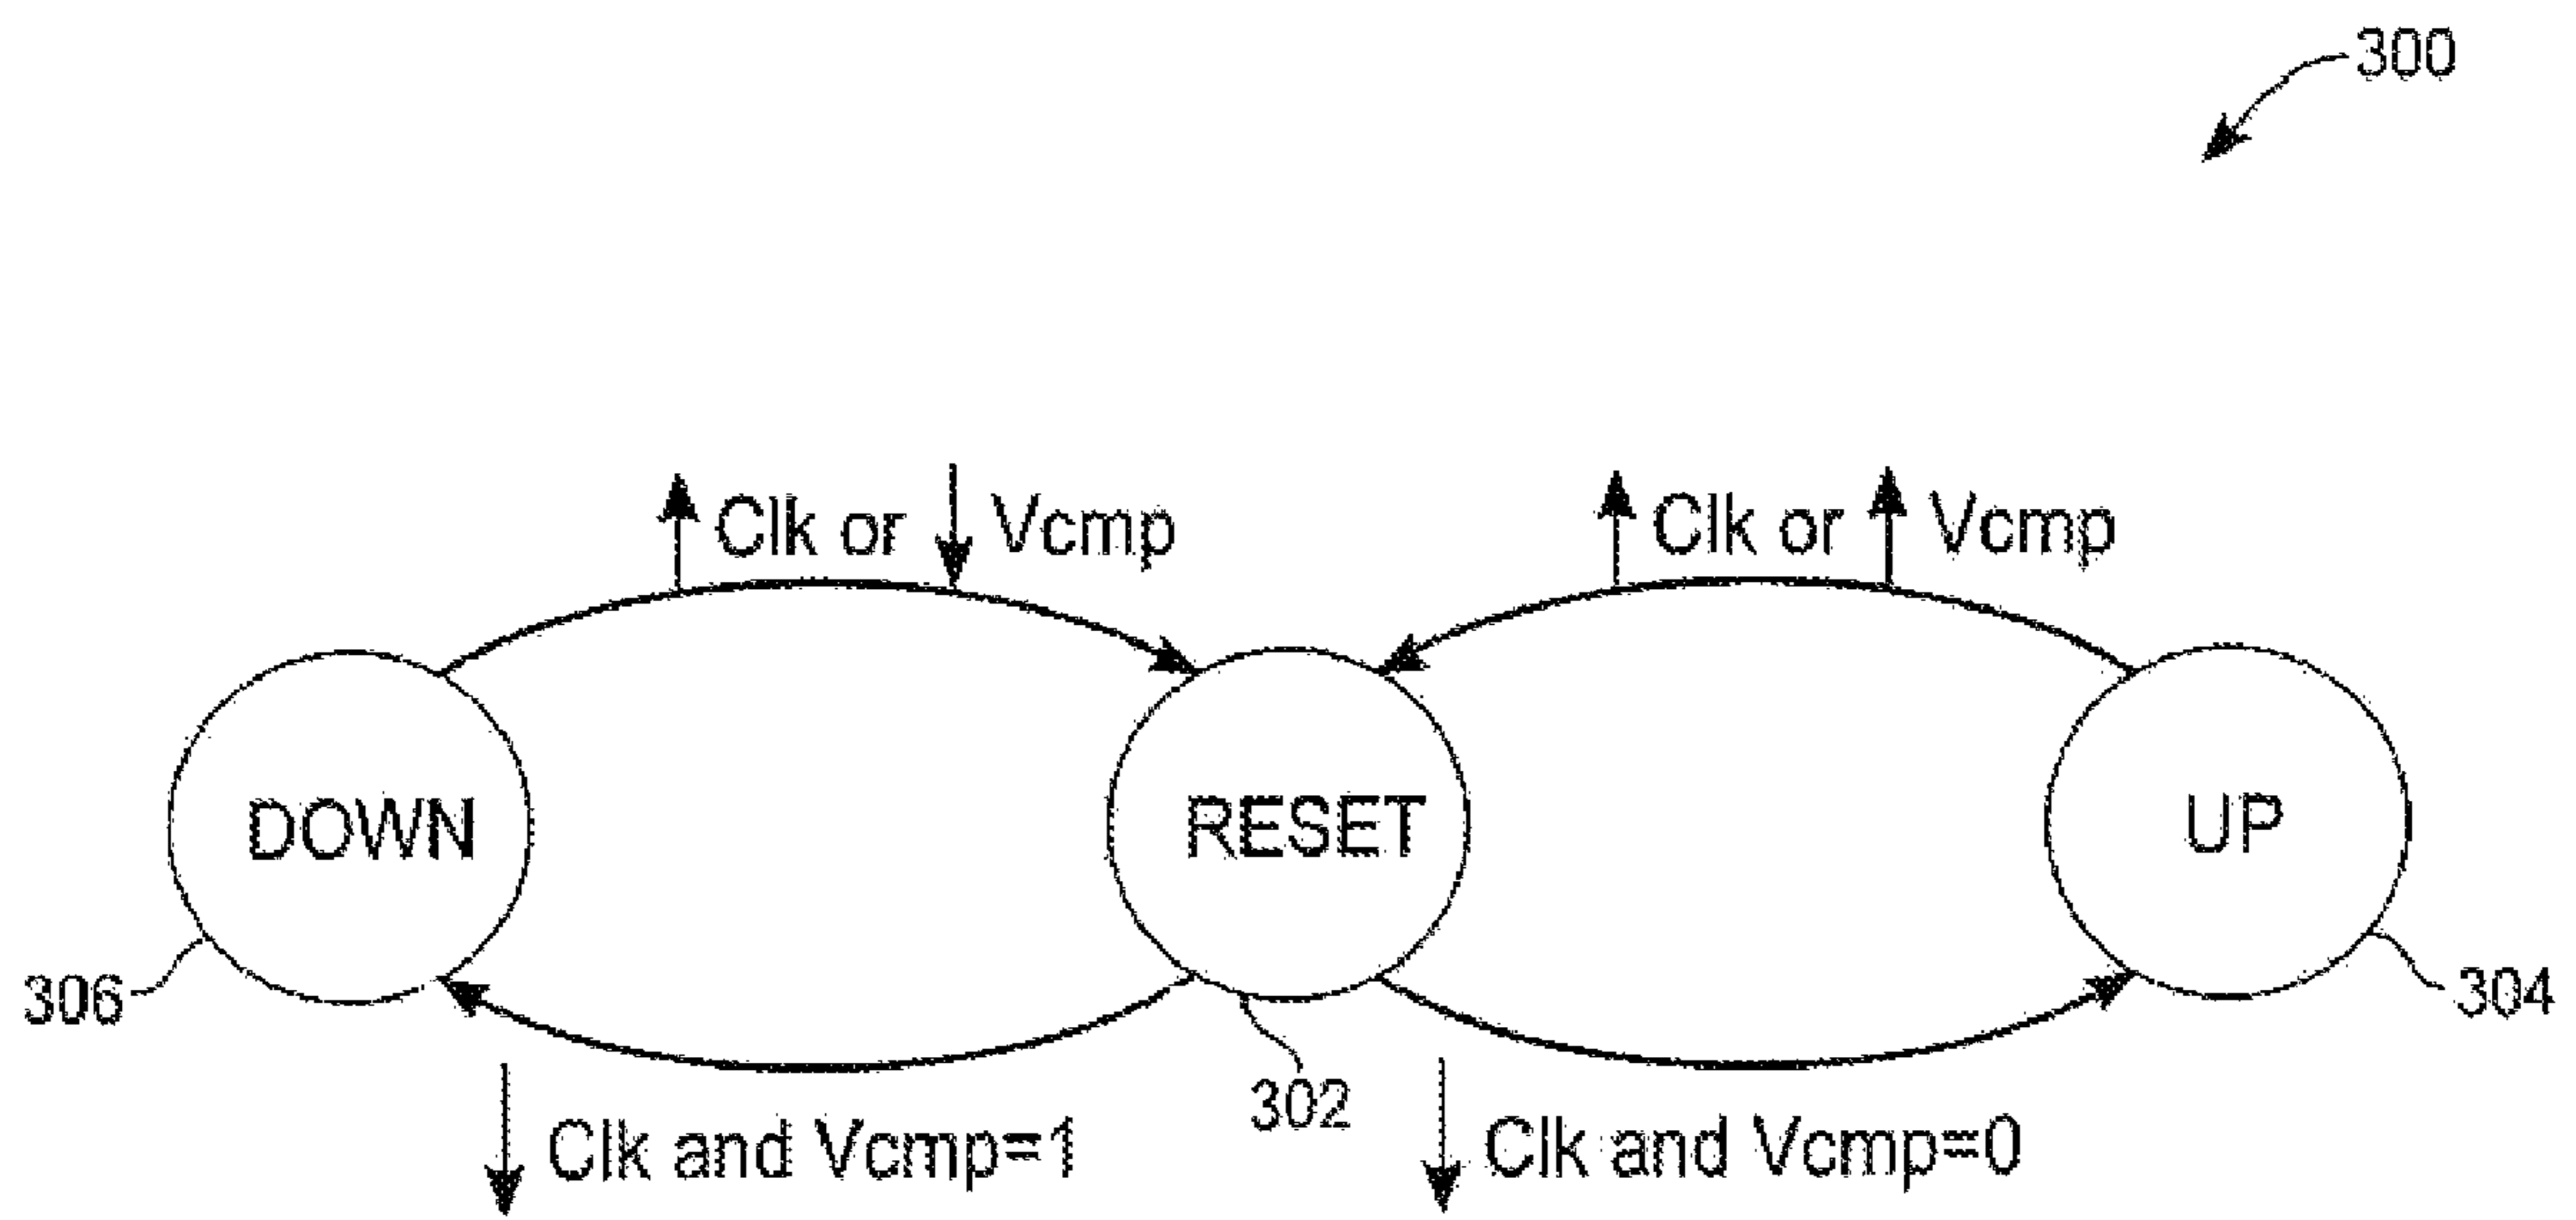 300
↑ Clk or ↓ Vcmp
↑ Clk or ↑ Vcmp
DOWN
RESET
UP
306
302
304
↓ Clk and Vcmp=1
↓ Clk and Vcmp=0